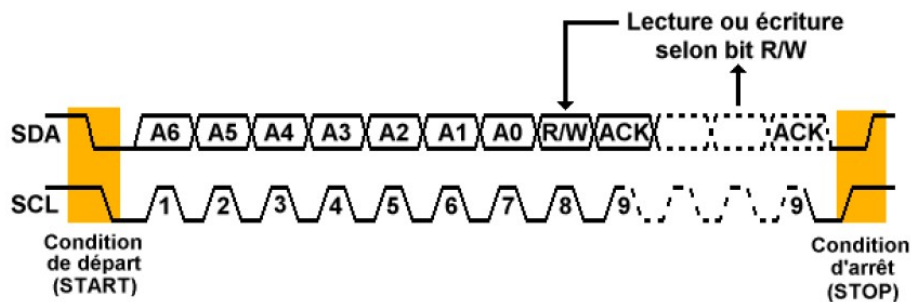 Lecture ou écriture
selon bit R/W
SDA A6 A5 A4 A3 A2 A1 A0 R/W ACK ACK
SCL 1 2 3 4 5 6 7 8 9 9
Condition
de départ
(START)
Condition
d'arrêt
(STOP)